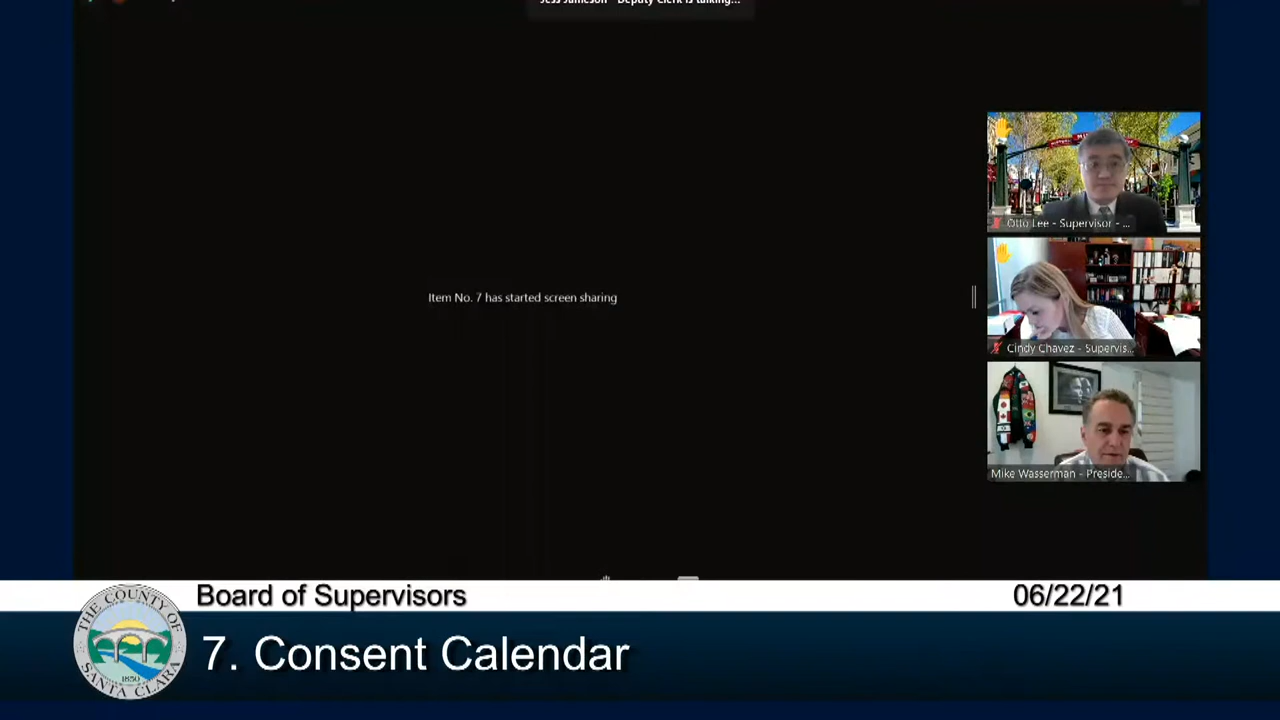 Jess Jameson - Deputy Clerk is talking...
Item No. 7 has started screen sharing
Otto Lee - Supervisor - ...
Cindy Chavez - Supervis...
Mike Wasserman - Preside...
Board of Supervisors
06/22/21
7. Consent Calendar
THE COUNTY OF
SANTA CLARA
1850